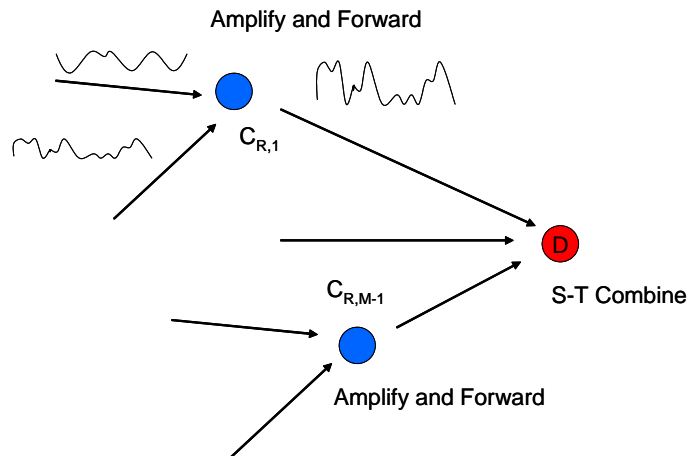 Amplify and Forward
C_R,1
D
C_R,M-1
S-T Combine
Amplify and Forward